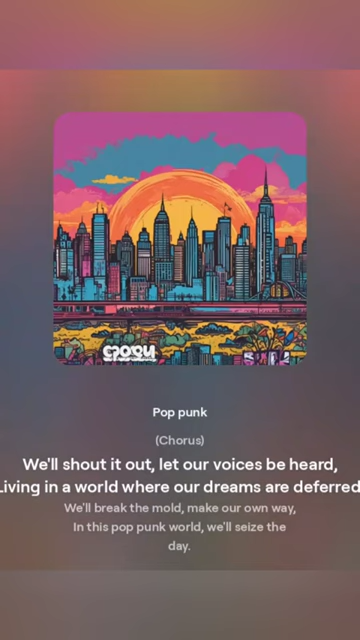 Pop punk
(Chorus)
We'll shout it out, let our voices be heard,
Living in a world where our dreams are deferred
We'll break the mold, make our own way,
In this pop punk world, we'll seize the
day.